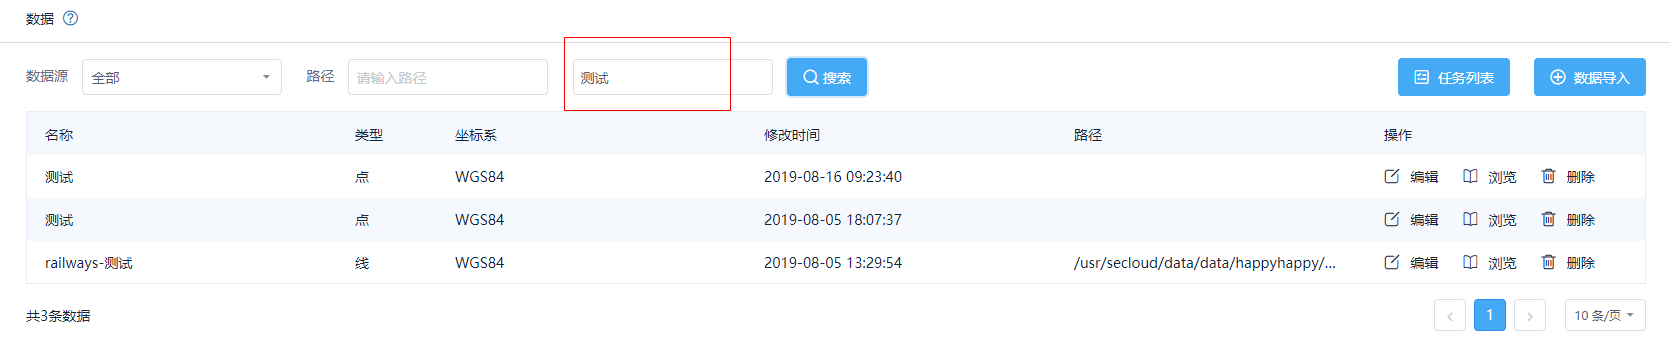 数据
数据源 全部 路径 请输入路径 测试 搜索 任务列表 数据导入
名称 类型 坐标系 修改时间 路径 操作
测试 点 WGS84 2019-08-16 09:23:40 编辑 浏览 删除
测试 点 WGS84 2019-08-05 18:07:37 编辑 浏览 删除
railways-测试 线 WGS84 2019-08-05 13:29:54 /usr/secloud/data/data/happyhappy/... 编辑 浏览 删除
共3条数据 < 1 > 10 条/页